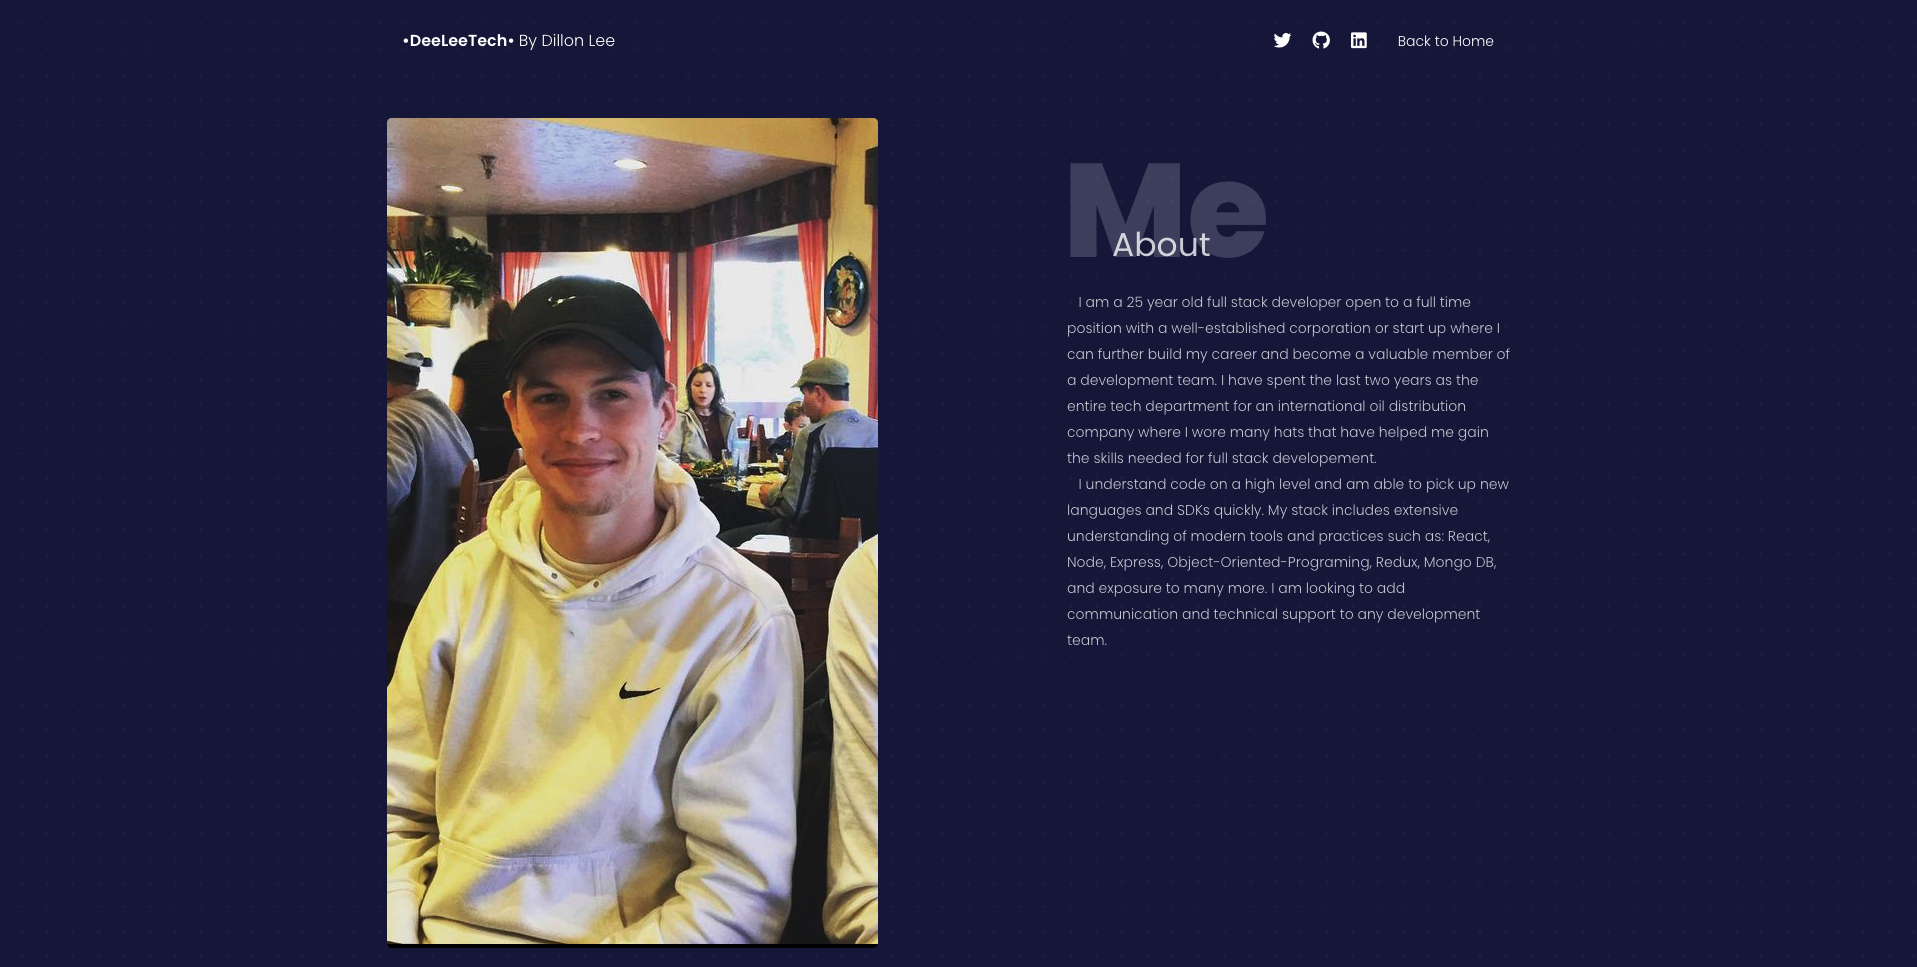 •DeeLeeTech• By Dillon Lee
Back to Home
Me
About
I am a 25 year old full stack developer open to a full time
position with a well-established corporation or start up where I
can further build my career and become a valuable member of
a development team. I have spent the last two years as the
entire tech department for an international oil distribution
company where I wore many hats that have helped me gain
the skills needed for full stack developement.
I understand code on a high level and am able to pick up new
languages and SDKs quickly. My stack includes extensive
understanding of modern tools and practices such as: React,
Node, Express, Object-Oriented-Programing, Redux, Mongo DB,
and exposure to many more. I am looking to add
communication and technical support to any development
team.